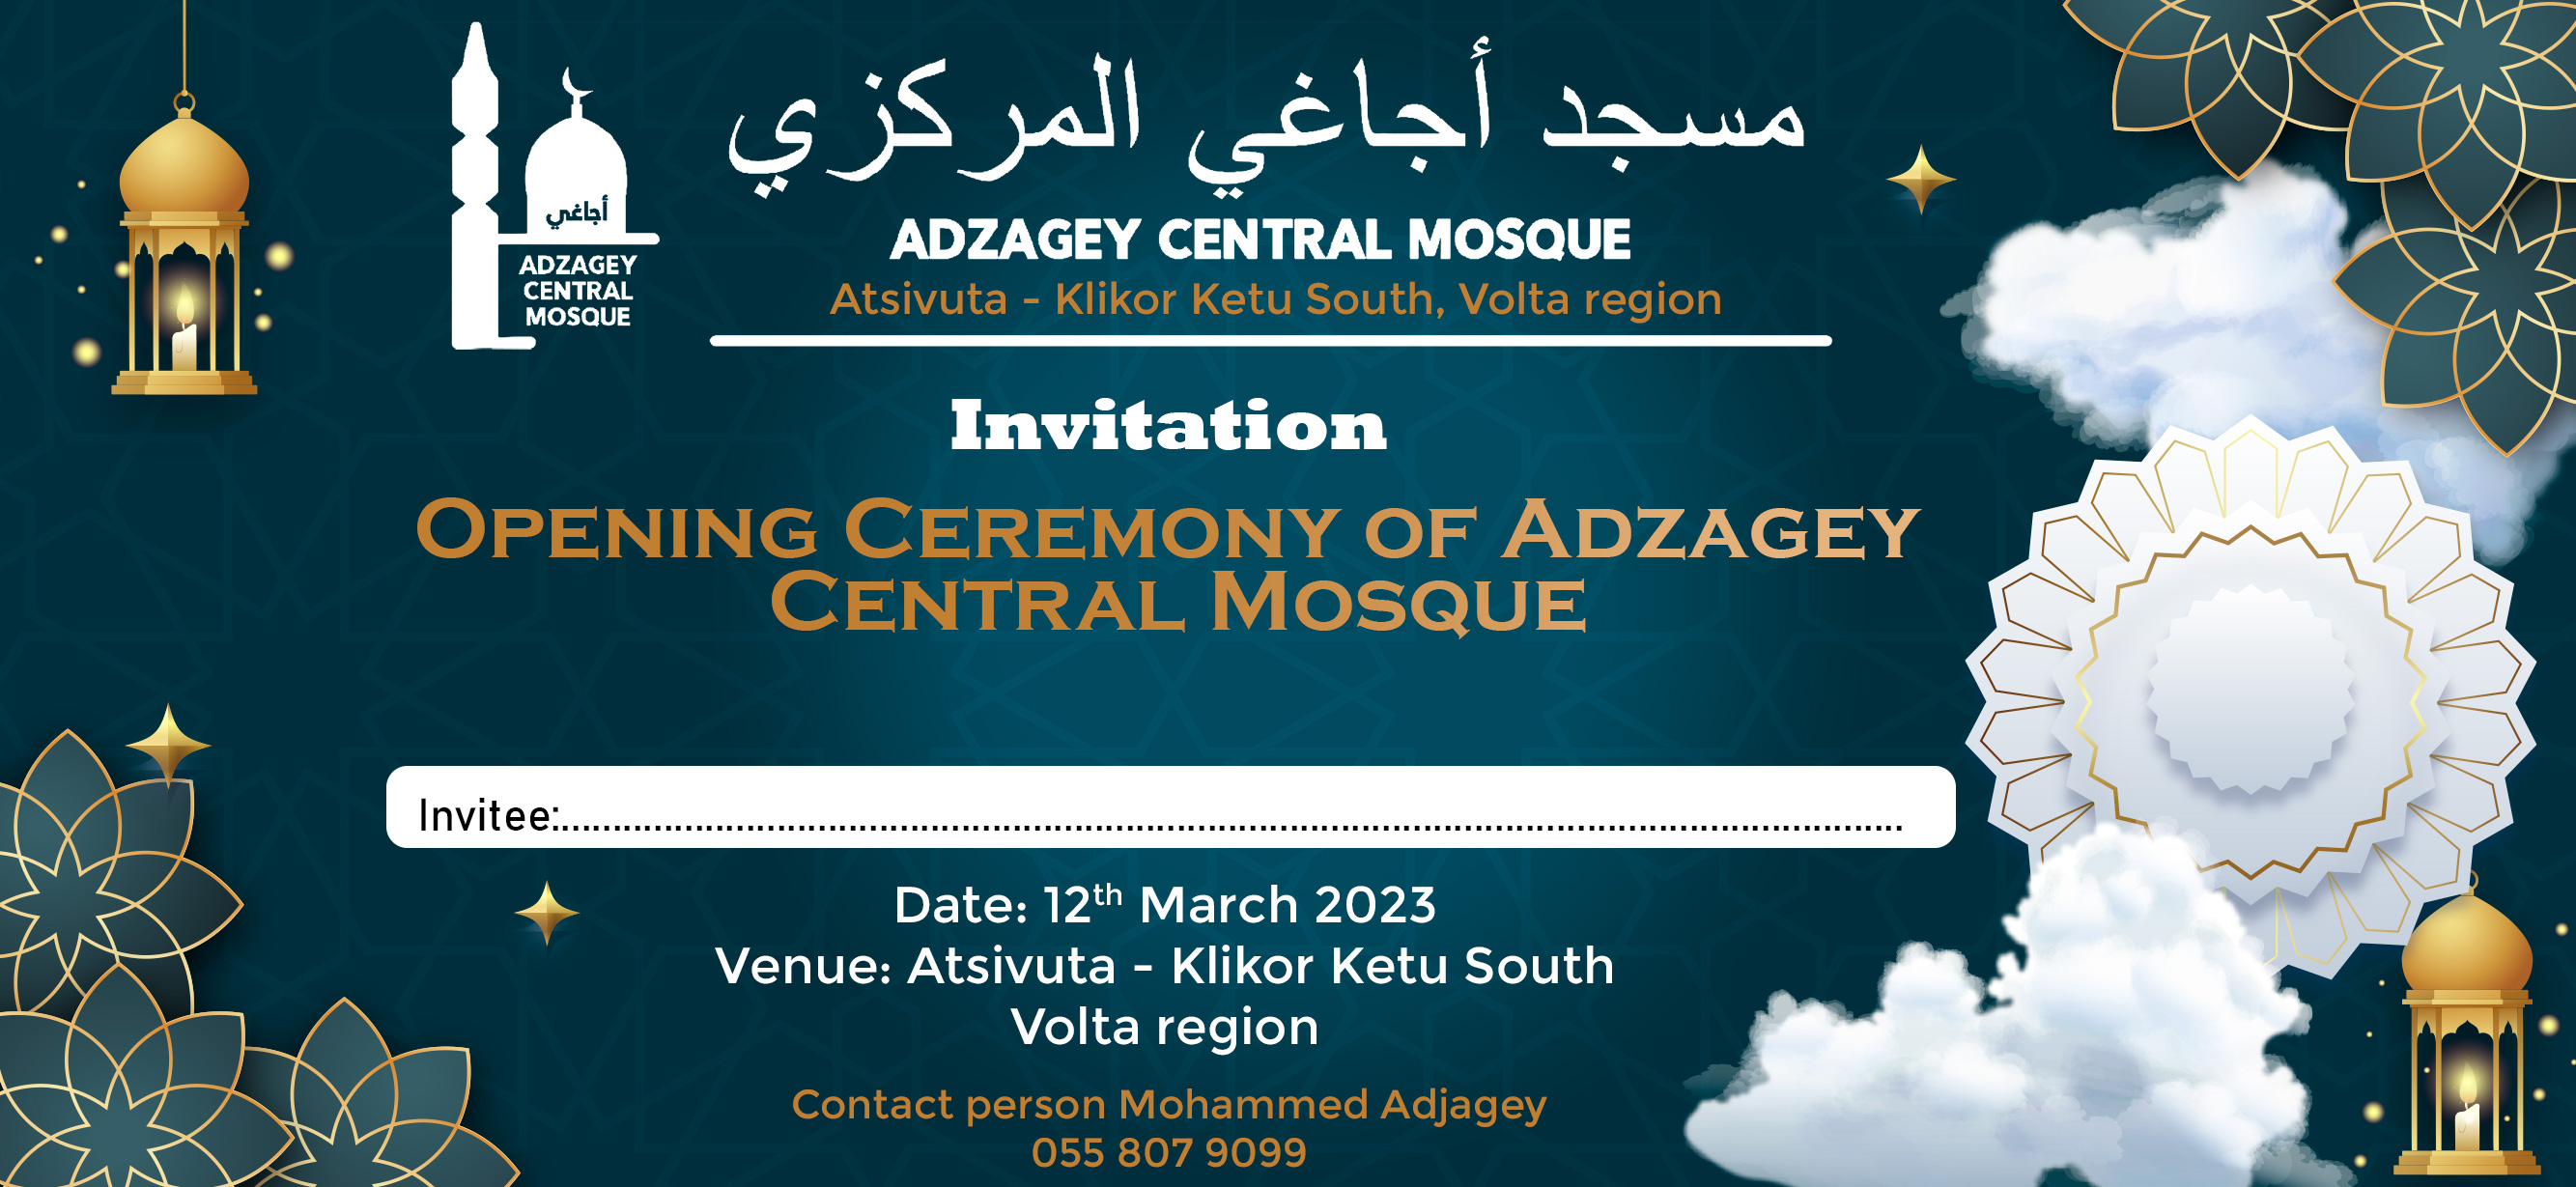 مسجد أجاغي المركزي
أجاغي
ADZAGEY
CENTRAL
MOSQUE
ADZAGEY CENTRAL MOSQUE
Atsivuta - Klikor Ketu South, Volta region
Invitation
OPENING CEREMONY OF ADZAGEY
CENTRAL MOSQUE
Invitee:..................................................................................................................................
Date: 12th March 2023
Venue: Atsivuta - Klikor Ketu South
Volta region
Contact person Mohammed Adjagey
055 807 9099